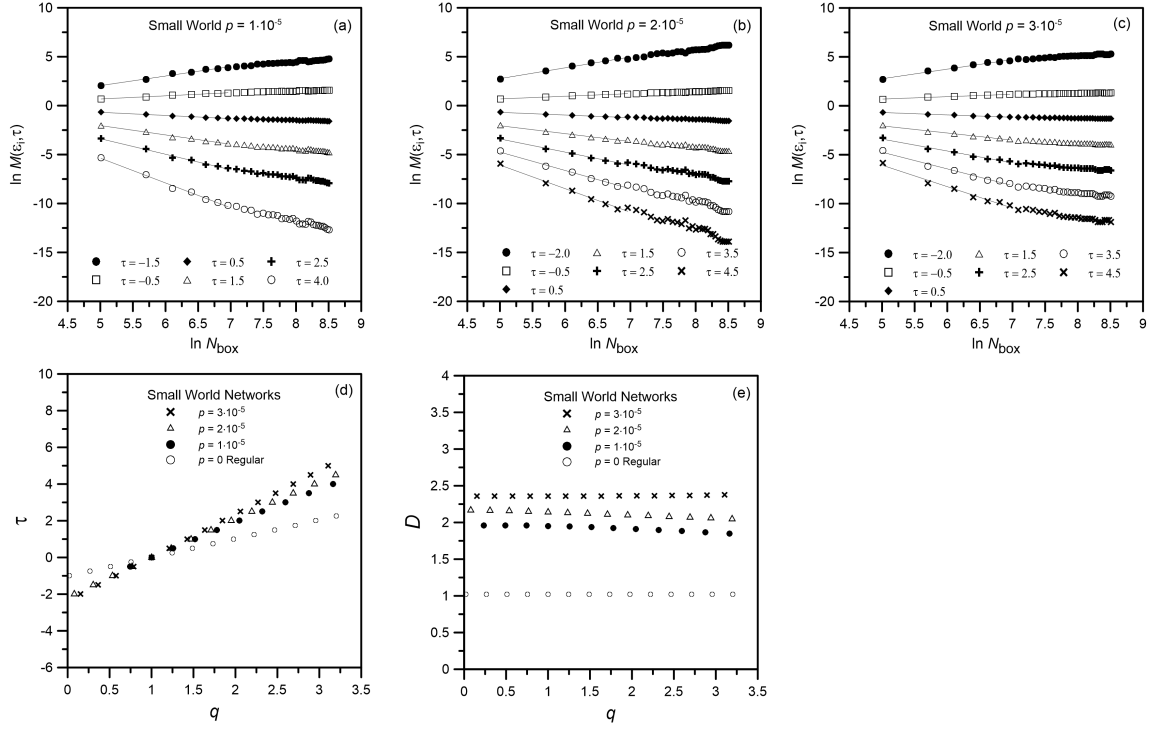 Small World p = 1·10⁻⁵ (a)
10
5
0
-5
-10
-15
-20
ln M(εᵢ,τ)
τ = −1.5 τ = 0.5 τ = 2.5
τ = −0.5 τ = 1.5 τ = 4.0
4.5 5 5.5 6 6.5 7 7.5 8 8.5 9
ln N_box
Small World p = 2·10⁻⁵ (b)
10
5
0
-5
-10
-15
-20
ln M(εᵢ,τ)
τ = −2.0 τ = 1.5 τ = 3.5
τ = −0.5 τ = 2.5 τ = 4.5
τ = 0.5
4.5 5 5.5 6 6.5 7 7.5 8 8.5 9
ln N_box
Small World p = 3·10⁻⁵ (c)
10
5
0
-5
-10
-15
-20
ln M(εᵢ,τ)
τ = −2.0 τ = 1.5 τ = 3.5
τ = −0.5 τ = 2.5 τ = 4.5
τ = 0.5
4.5 5 5.5 6 6.5 7 7.5 8 8.5 9
ln N_box
(d)
Small World Networks
p = 3·10⁻⁵
p = 2·10⁻⁵
p = 1·10⁻⁵
p = 0 Regular
10
8
6
4
2
0
-2
-4
-6
τ
0 0.5 1 1.5 2 2.5 3 3.5
q
(e)
Small World Networks
p = 3·10⁻⁵
p = 2·10⁻⁵
p = 1·10⁻⁵
p = 0 Regular
4
3.5
3
2.5
2
1.5
1
0.5
0
D
0 0.5 1 1.5 2 2.5 3 3.5
q